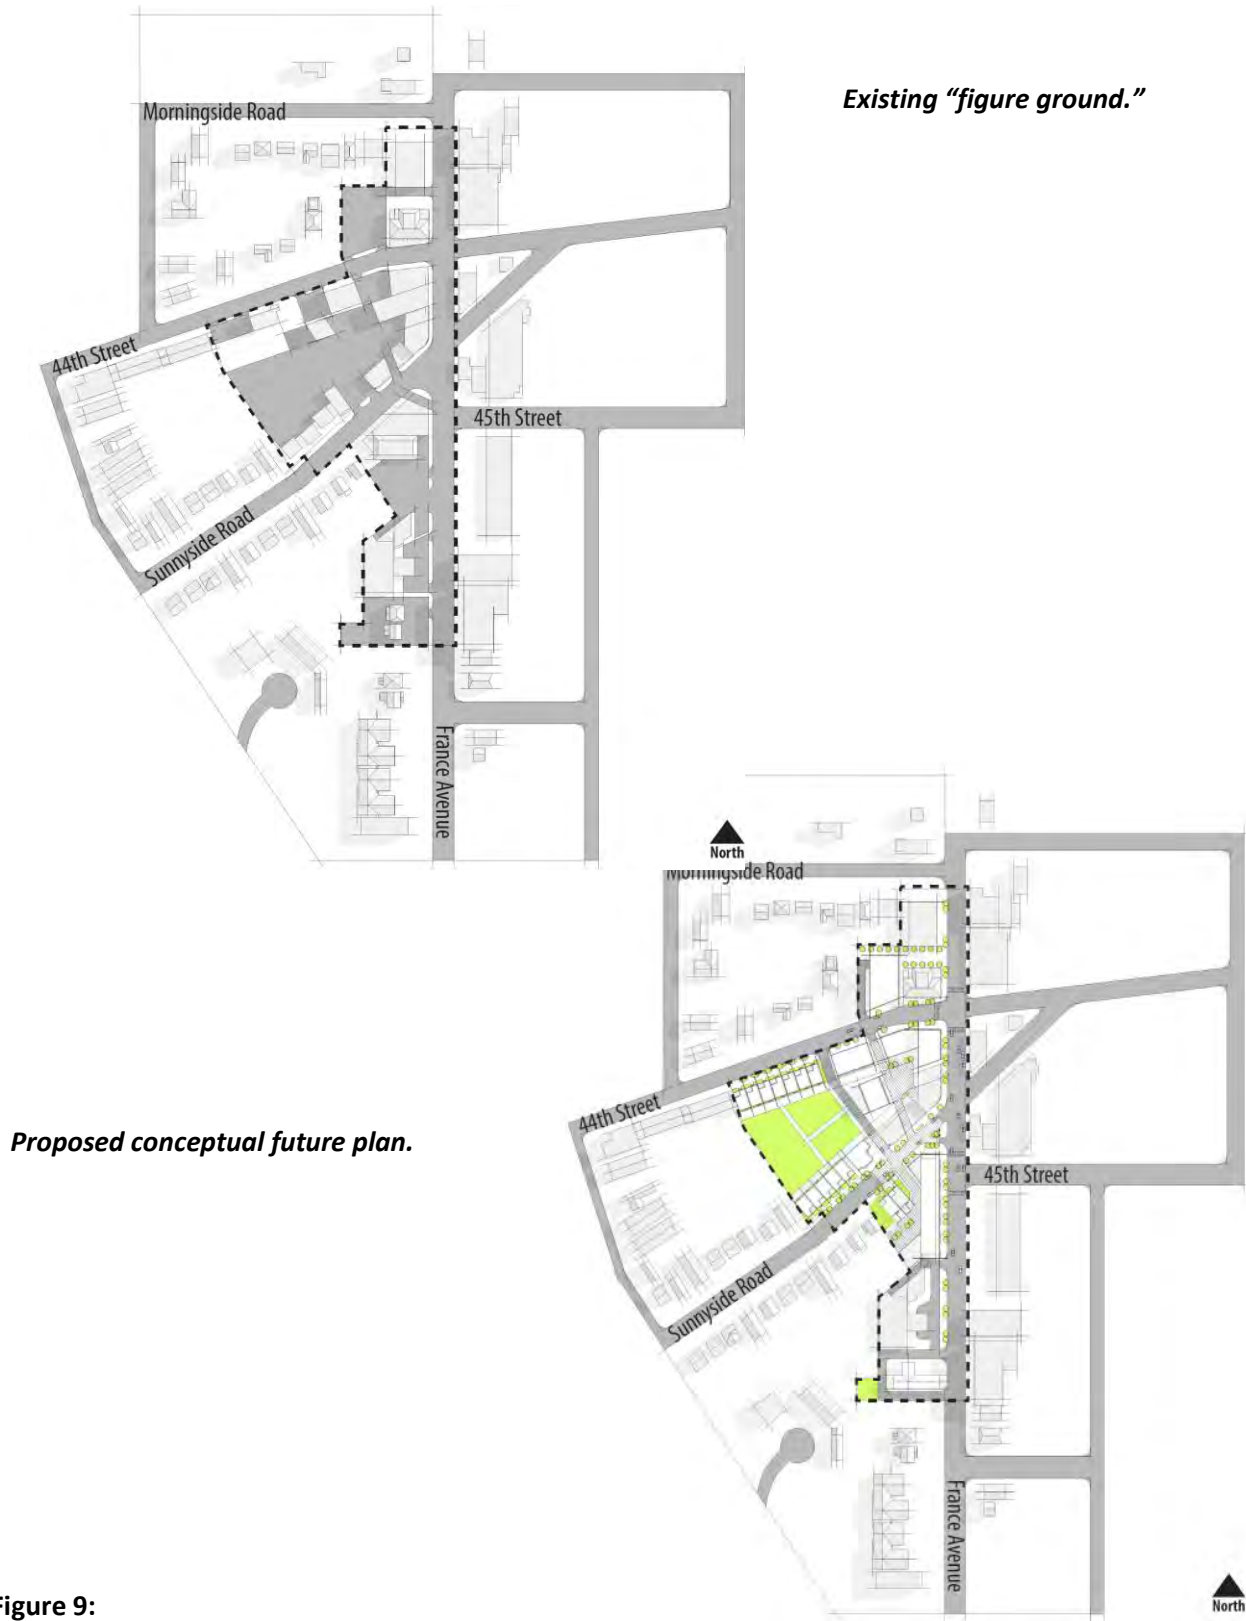 Existing “figure ground.”
Morningside Road
44th Street
45th Street
Sunnyside Road
France Avenue
North
Morningside Road
Proposed conceptual future plan.
44th Street
45th Street
Sunnyside Road
France Avenue
North
Figure 9: